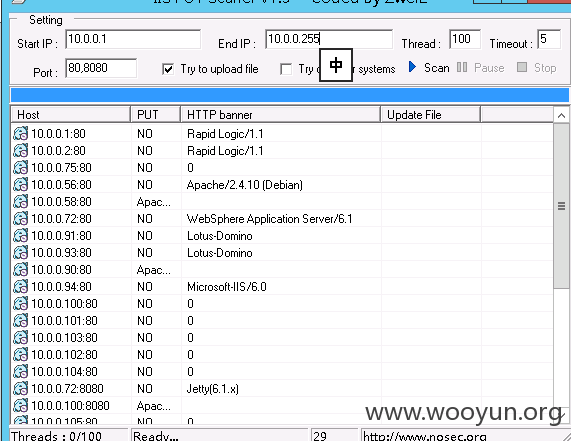 IIS PUT Scanner v1.3 - Coded by ZwelL
Setting
Start IP : 10.0.0.1 End IP : 10.0.0.255 Thread : 100 Timeout : 5
Port : 80,8080 Try to upload file Try 中 systems Scan Pause Stop
Host PUT HTTP banner Update File
10.0.0.1:80 NO Rapid Logic/1.1
10.0.0.2:80 NO Rapid Logic/1.1
10.0.0.75:80 NO 0
10.0.0.56:80 NO Apache/2.4.10 (Debian)
10.0.0.58:80 Apac...
10.0.0.72:80 NO WebSphere Application Server/6.1
10.0.0.91:80 NO Lotus-Domino
10.0.0.93:80 NO Lotus-Domino
10.0.0.90:80 Apac...
10.0.0.94:80 NO Microsoft-IIS/6.0
10.0.0.100:80 NO 0
10.0.0.101:80 NO 0
10.0.0.103:80 NO 0
10.0.0.102:80 NO 0
10.0.0.104:80 NO 0
10.0.0.72:8080 NO Jetty(6.1.x)
10.0.0.100:8080 Apac...
10.0.0.105:80 NO 0
www.wooyun.org
Threads : 0/100 Ready... 29 http://www.nosec.org